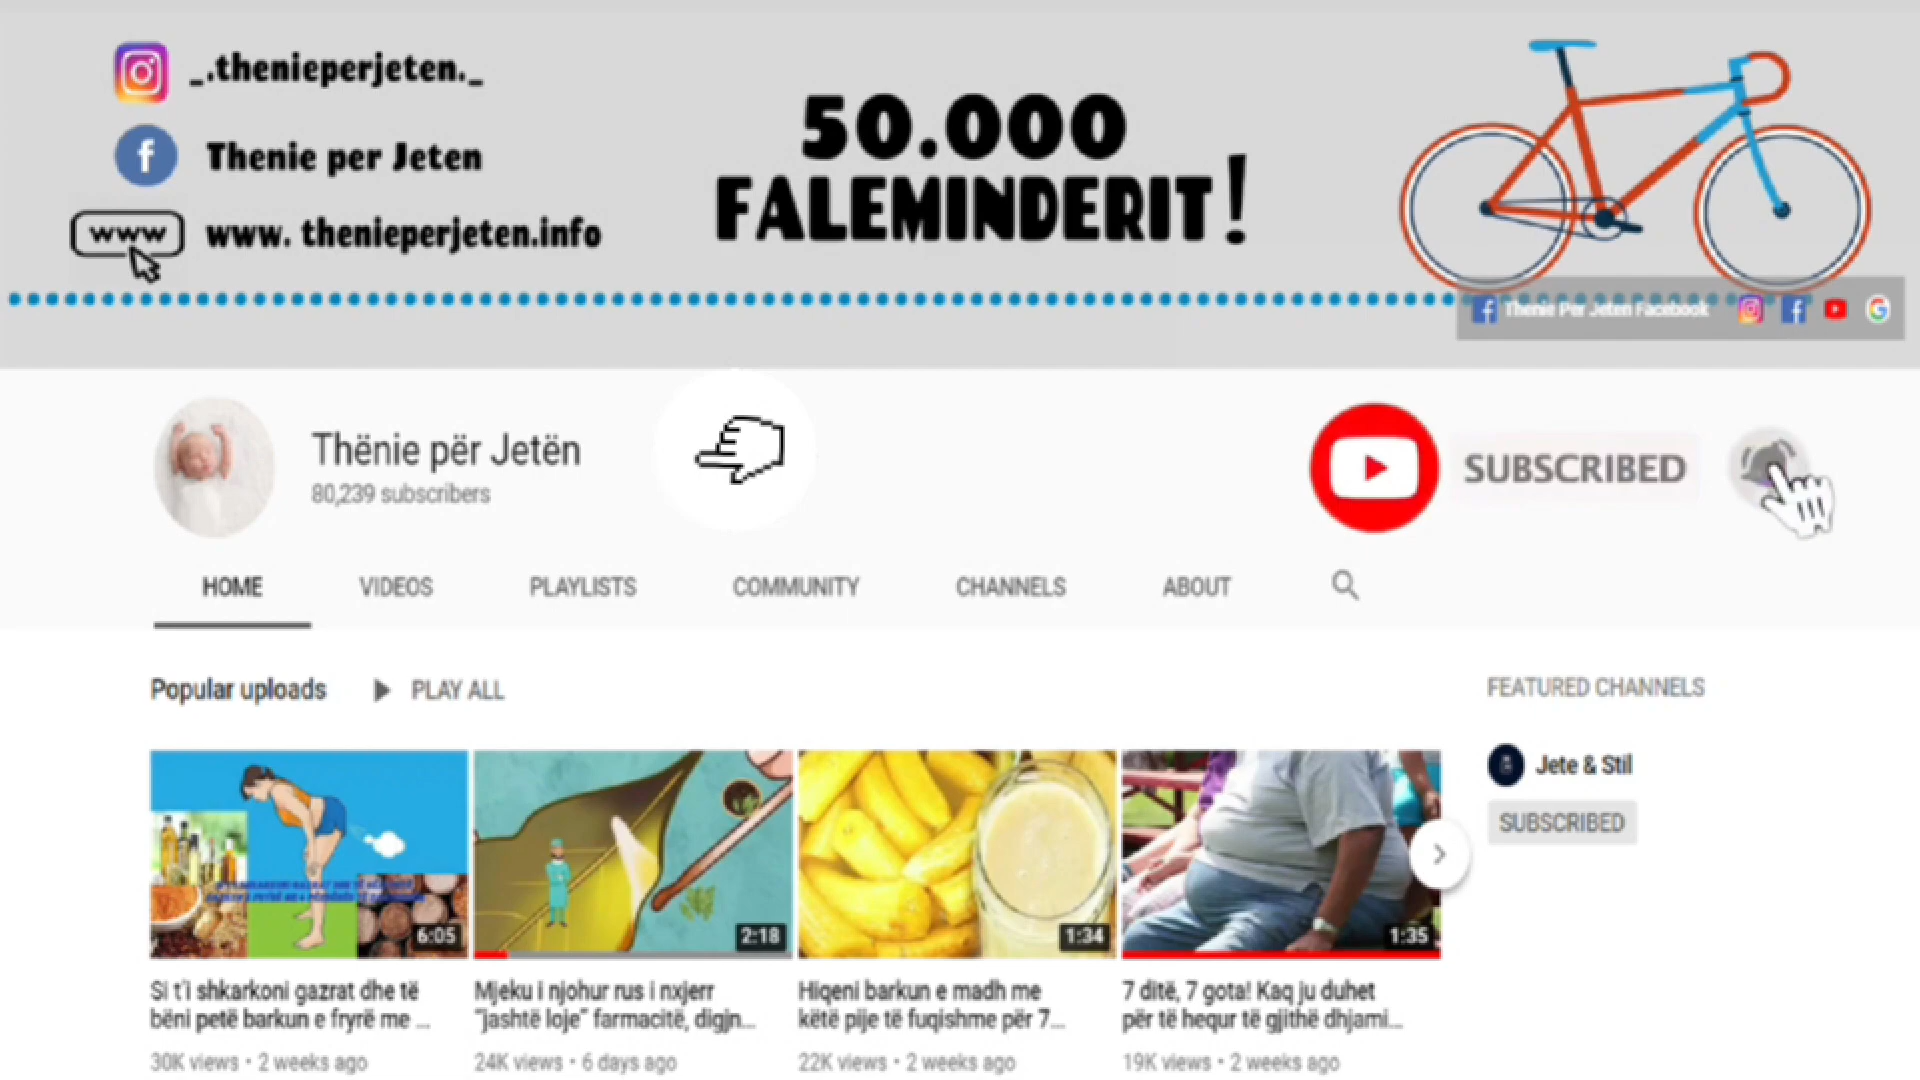 _.thenieperjeten._
Thenie per Jeten
www
www. thenieperjeten.info
50.000
FALEMINDERIT!
Thenie Per Jeten Facebook
Thënie për Jetën
80,239 subscribers
SUBSCRIBED
HOME VIDEOS PLAYLISTS COMMUNITY CHANNELS ABOUT
Popular uploads PLAY ALL
FEATURED CHANNELS
Jete & Stil
SUBSCRIBED
6:05
2:18
1:34
1:35
Si t'i shkarkoni gazrat dhe të
bëni petë barkun e fryrë me ...
30K views • 2 weeks ago
Mjeku i njohur rus i nxjerr
"jashtë loje" farmacitë, digjn...
24K views • 6 days ago
Hiqeni barkun e madh me
këtë pije të fuqishme për 7...
22K views • 2 weeks ago
7 ditë, 7 gota! Kaq ju duhet
për të hequr të gjithë dhjami...
19K views • 2 weeks ago